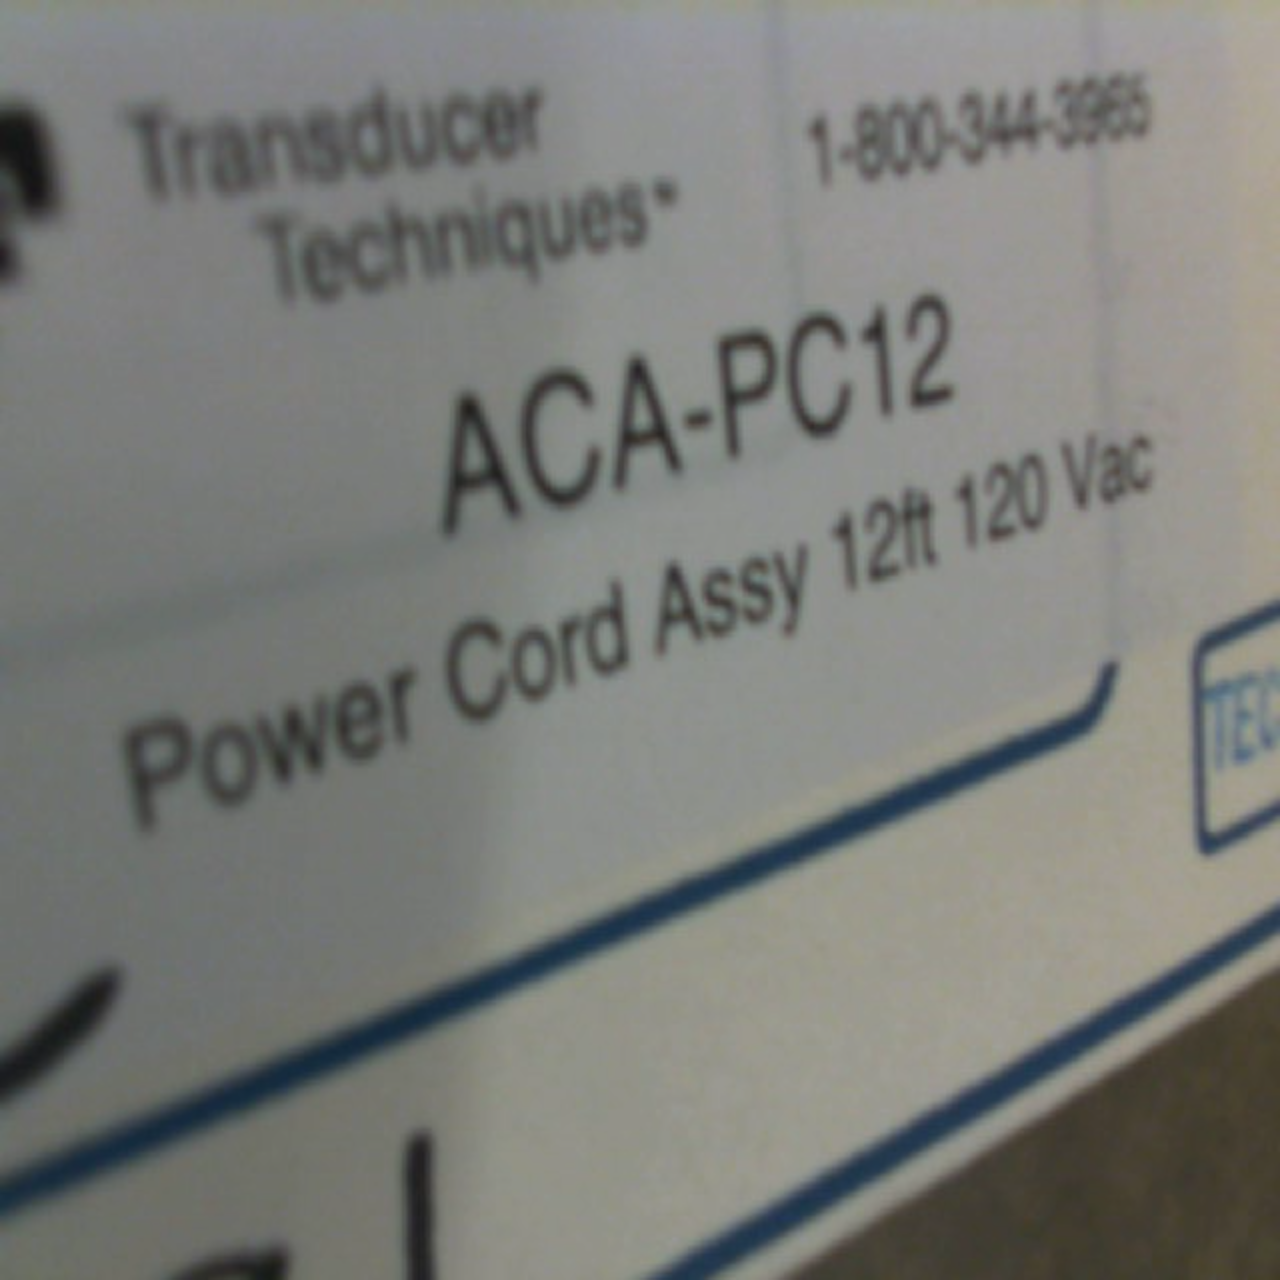 Transducer
Techniques
1-800-344-3965
ACA-PC12
Power Cord Assy 12ft 120 Vac